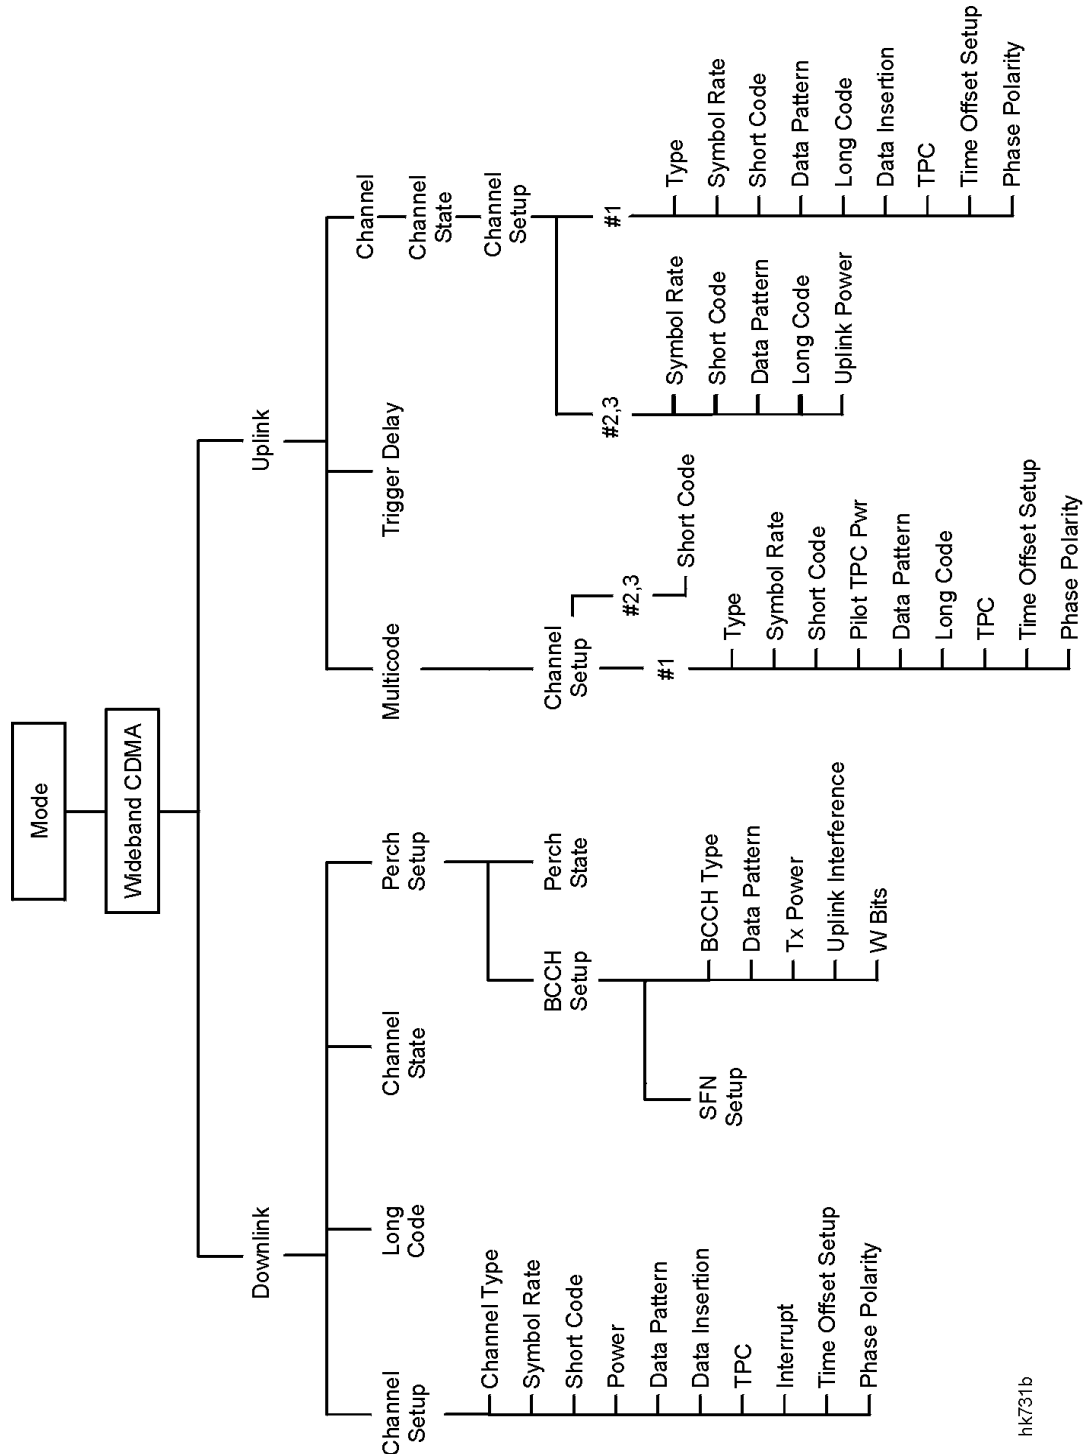 Mode
Wideband CDMA
Downlink
Uplink
Channel
Setup
Long
Code
Channel
State
Perch
Setup
Multicode
Trigger Delay
Channel
Channel
State
Channel
Setup
Channel Type
Symbol Rate
Short Code
Power
Data Pattern
Data Insertion
TPC
Interrupt
Time Offset Setup
Phase Polarity
BCCH
Setup
Perch
State
SFN
Setup
BCCH Type
Data Pattern
Tx Power
Uplink Interference
W Bits
Channel
Setup
#1
#2,3
Short Code
Type
Symbol Rate
Short Code
Pilot TPC Pwr
Data Pattern
Long Code
TPC
Time Offset Setup
Phase Polarity
#2,3
Symbol Rate
Short Code
Data Pattern
Long Code
Uplink Power
#1
Type
Symbol Rate
Short Code
Data Pattern
Long Code
Data Insertion
TPC
Time Offset Setup
Phase Polarity
hk731b